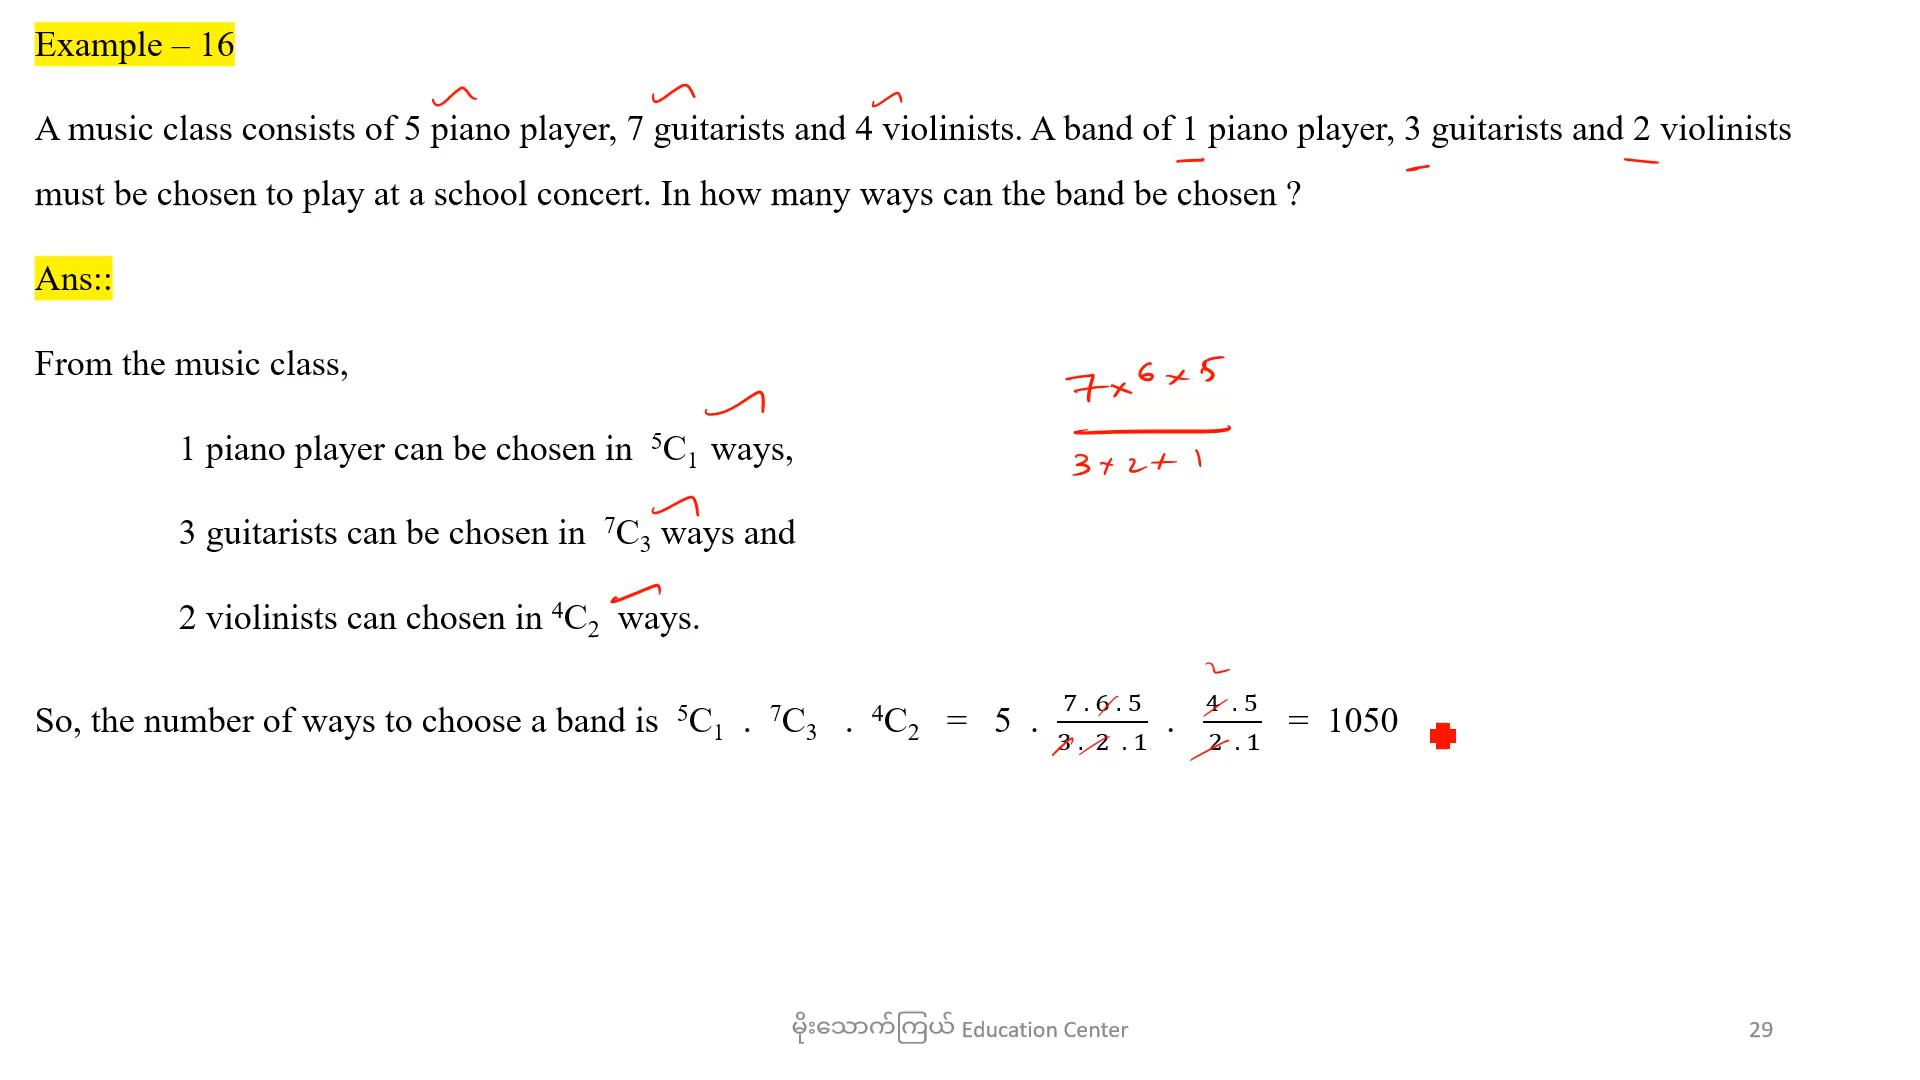 Example – 16
A music class consists of 5 piano player, 7 guitarists and 4 violinists. A band of 1 piano player, 3 guitarists and 2 violinists
must be chosen to play at a school concert. In how many ways can the band be chosen ?
Ans::
From the music class,
7 × 6 × 5
3 + 2 + 1
1 piano player can be chosen in ⁵C₁ ways,
3 guitarists can be chosen in ⁷C₃ ways and
2 violinists can chosen in ⁴C₂ ways.
2
So, the number of ways to choose a band is ⁵C₁ . ⁷C₃ . ⁴C₂ = 5 . (7 . 6 . 5)/(3 . 2 . 1) . (4 . 5)/(2 . 1) = 1050
မိုးသောက်ကြယ် Education Center
29